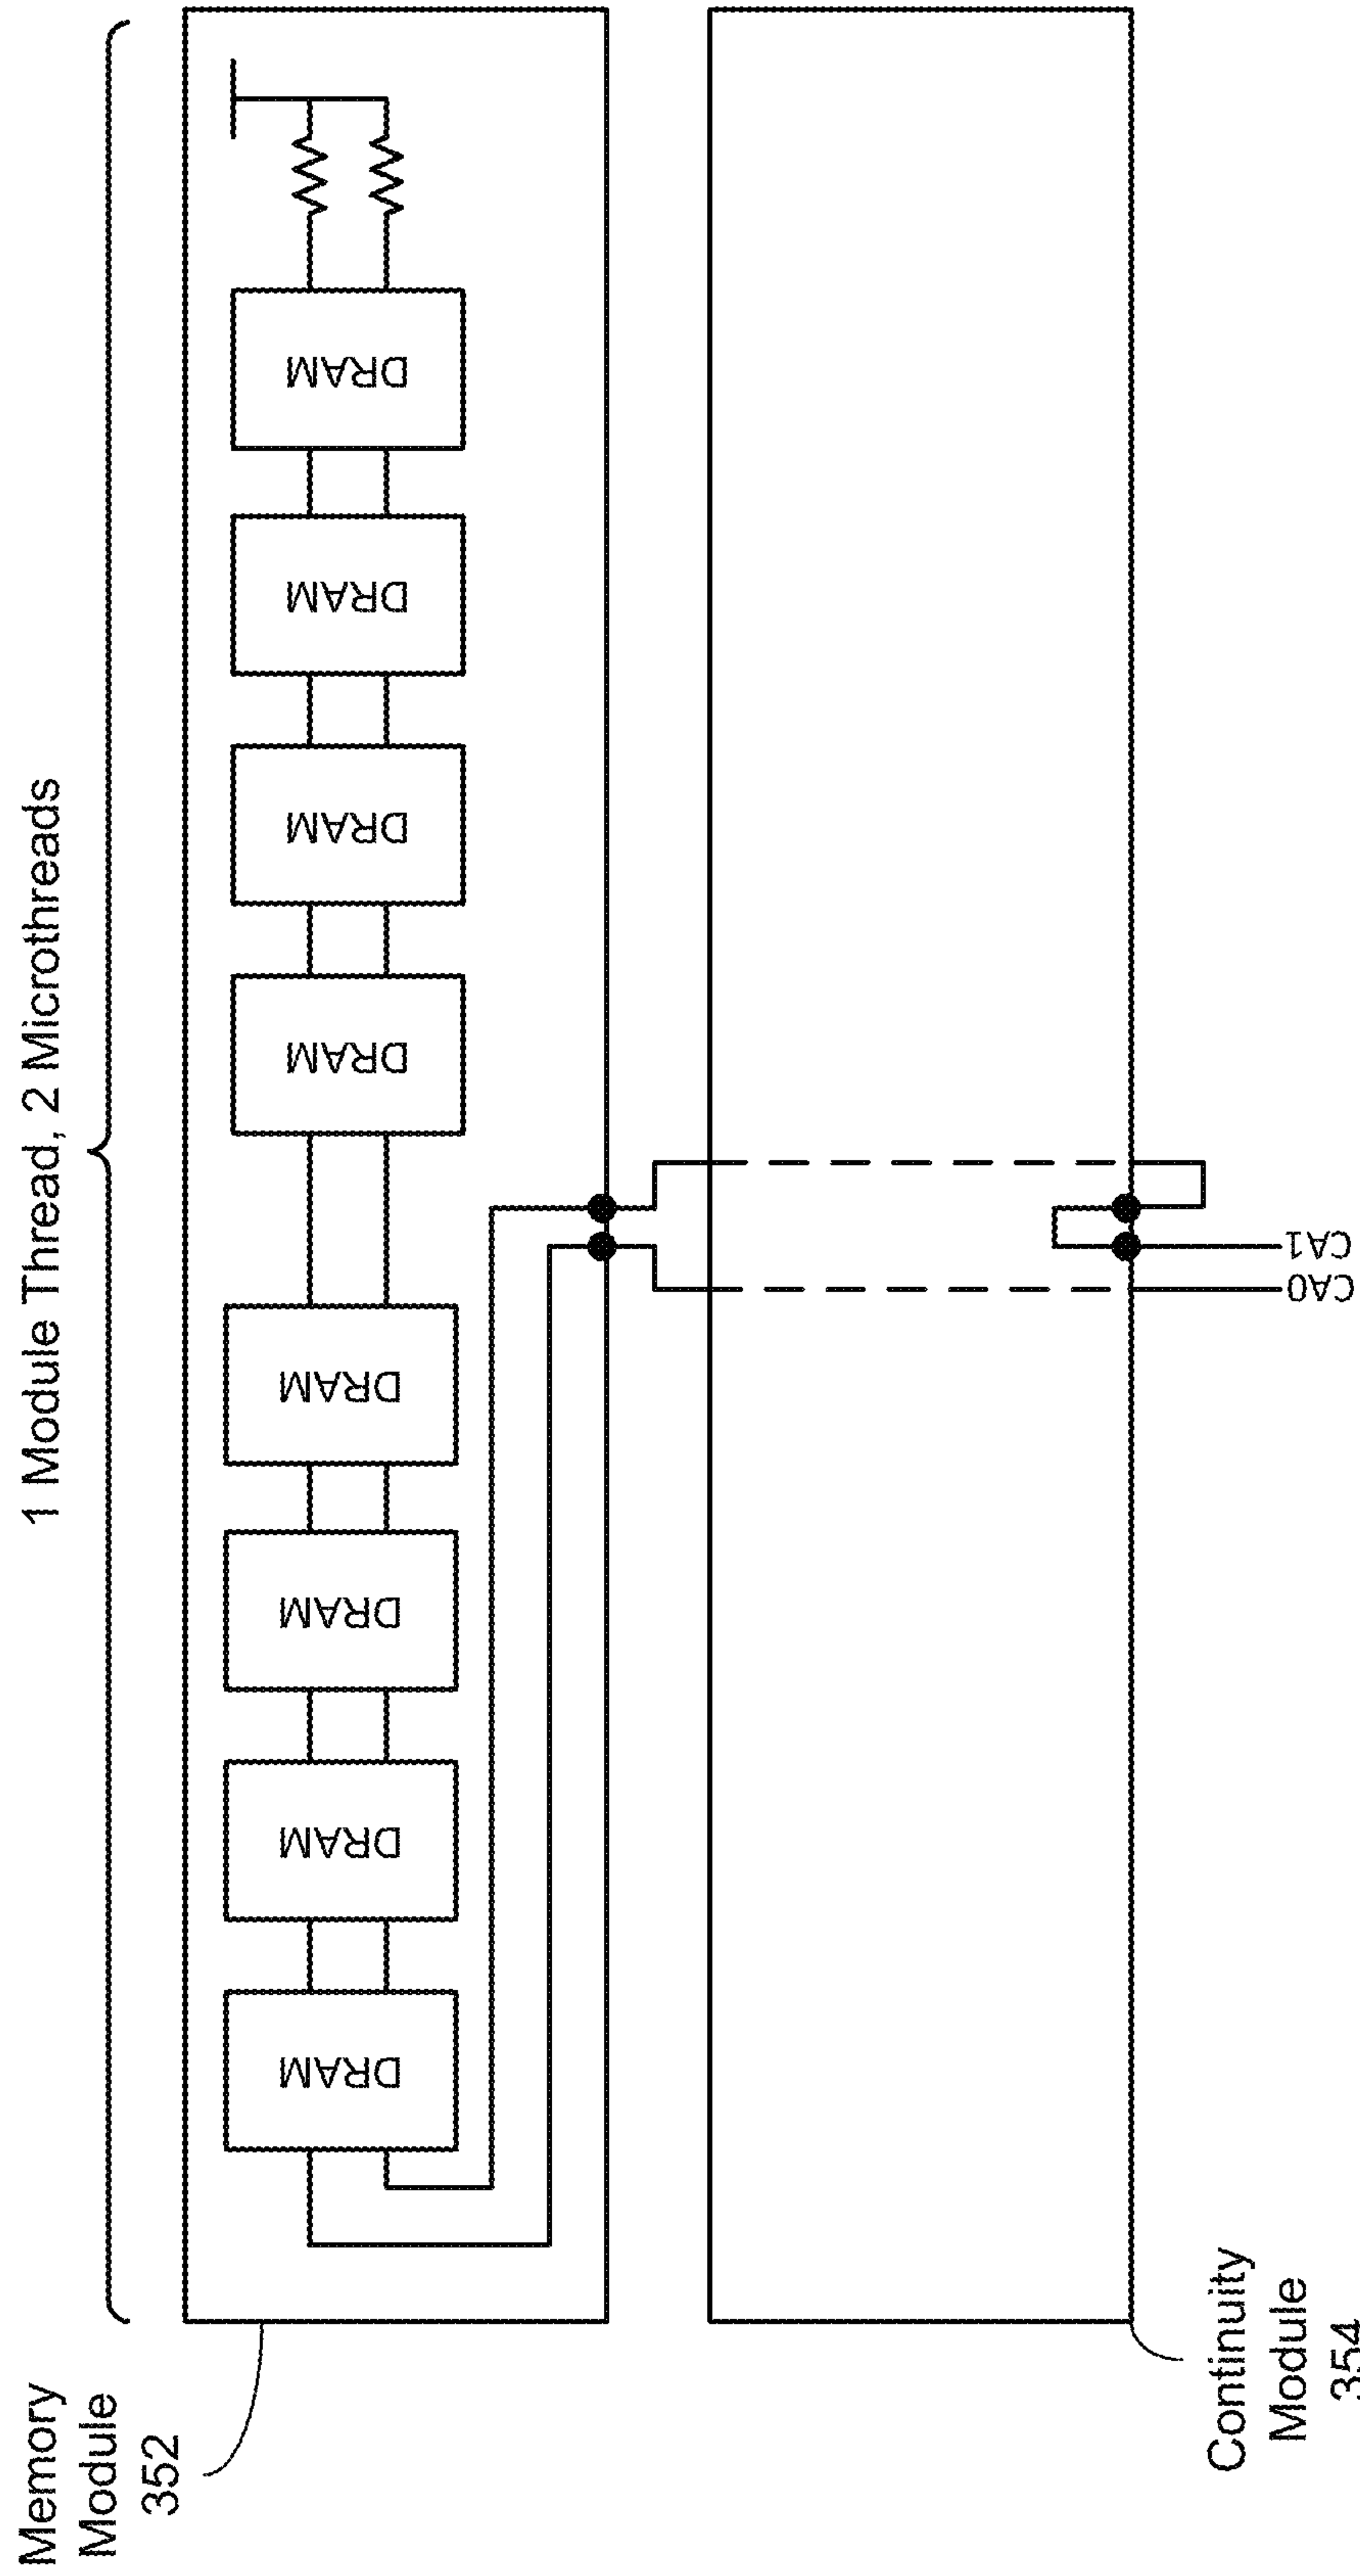 1 Module Thread, 2 Microthreads
Memory
Module
352
DRAM
DRAM
DRAM
DRAM
DRAM
DRAM
DRAM
DRAM
CA0
CA1
Continuity
Module
354